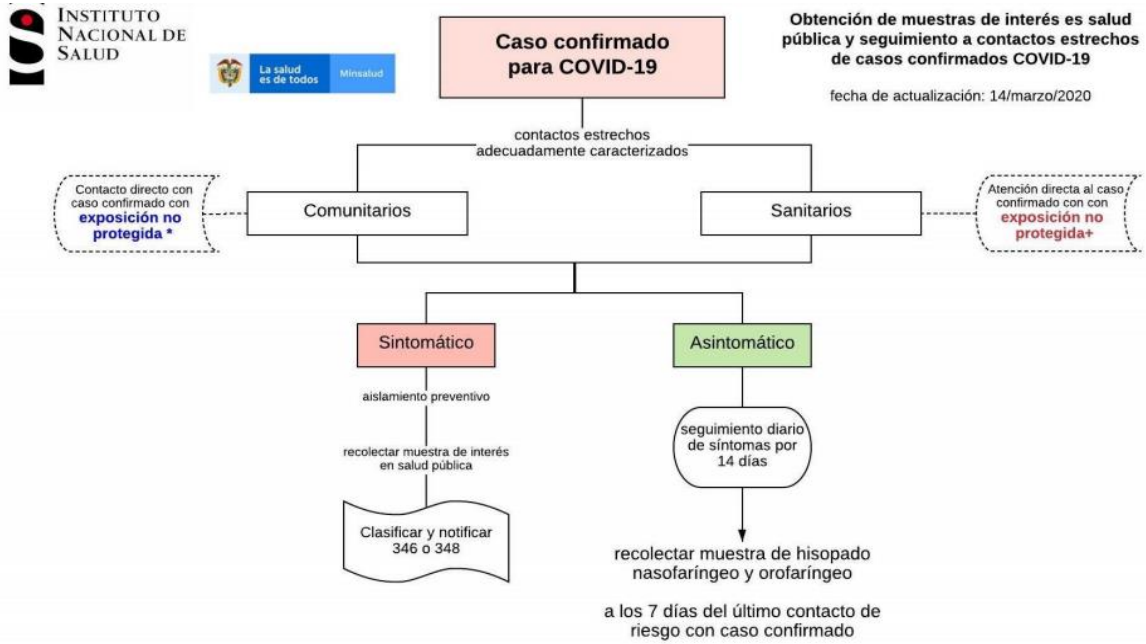 INSTITUTO
NACIONAL DE
SALUD
La salud
es de todos
Minsalud
Caso confirmado
para COVID-19
Obtención de muestras de interés es salud
pública y seguimiento a contactos estrechos
de casos confirmados COVID-19
fecha de actualización: 14/marzo/2020
contactos estrechos
adecuadamente caracterizados
Contacto directo con
caso confirmado con
exposición no
protegida *
Comunitarios
Sanitarios
Atención directa al caso
confirmado con con
exposición no
protegida+
Sintomático
Asintomático
aislamiento preventivo
recolectar muestra de interés
en salud pública
Clasificar y notificar
346 o 348
seguimiento diario
de síntomas por
14 días
recolectar muestra de hisopado
nasofaríngeo y orofaríngeo
a los 7 días del último contacto de
riesgo con caso confirmado